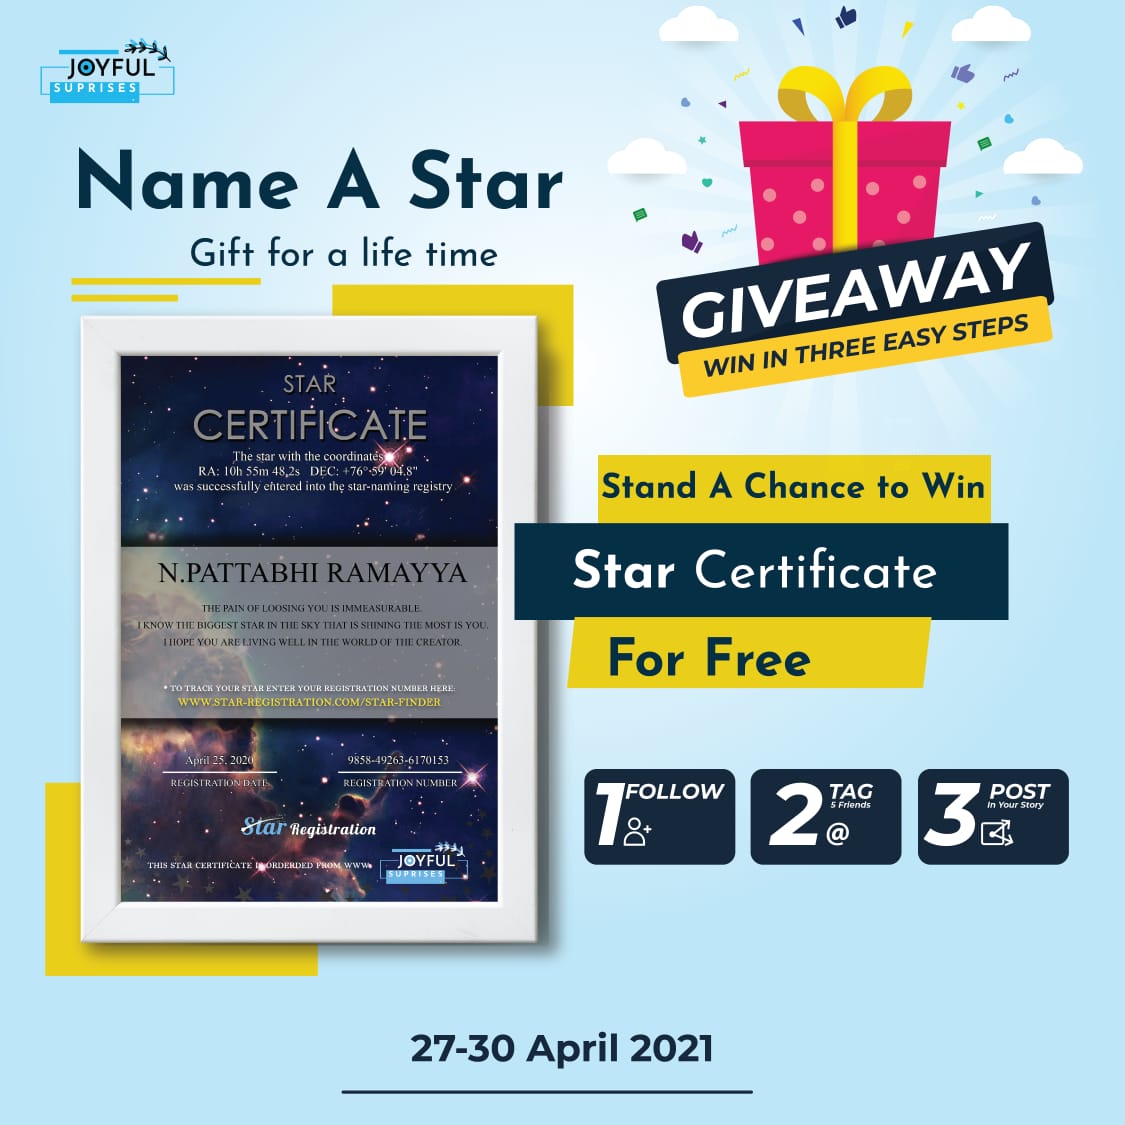 JOYFUL
SUPRISES
Name A Star
Gift for a life time
GIVEAWAY
WIN IN THREE EASY STEPS
STAR
CERTIFICATE
The star with the coordinates
RA: 10h 55m 48,2s DEC: +76° 59' 04.8"
was successfully entered into the star-naming registry
N.PATTABHI RAMAYYA
THE PAIN OF LOOSING YOU IS IMMEASURABLE.
I KNOW THE BIGGEST STAR IN THE SKY THAT IS SHINING THE MOST IS YOU.
I HOPE YOU ARE LIVING WELL IN THE WORLD OF THE CREATOR.
* TO TRACK YOUR STAR ENTER YOUR REGISTRATION NUMBER HERE:
WWW.STAR-REGISTRATION.COM/STAR-FINDER
April 25, 2020 9858-49263-6170153
REGISTRATION DATE REGISTRATION NUMBER
Star Registration
THIS STAR CERTIFICATE IS ORDERDED FROM WWW.
JOYFUL
SUPRISES
Stand A Chance to Win
Star Certificate
For Free
1 FOLLOW
2 TAG
5 Friends
@
3 POST
In Your Story
27-30 April 2021